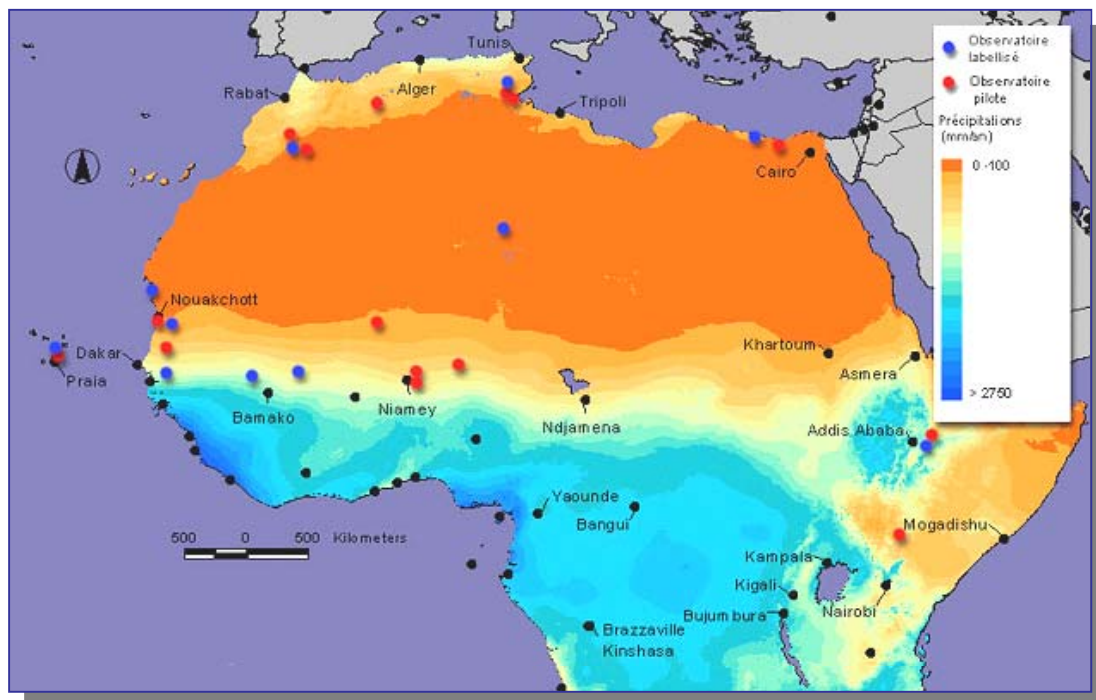 Tunis
Alger
Rabat
Tripoli
Cairo
Nouakchott
Dakar
Praia
Khartoum
Asmera
Bamako
Niamey
Ndjamena
Addis Ababa
Yaounde
Bangui
Mogadishu
500 0 500 Kilometers
Kampala
Kigali
Nairobi
Bujumbura
Brazzaville
Kinshasa
Observatoire
labellisé
Observatoire
pilote
Précipitations
(mm/an)
0 -100
> 2750